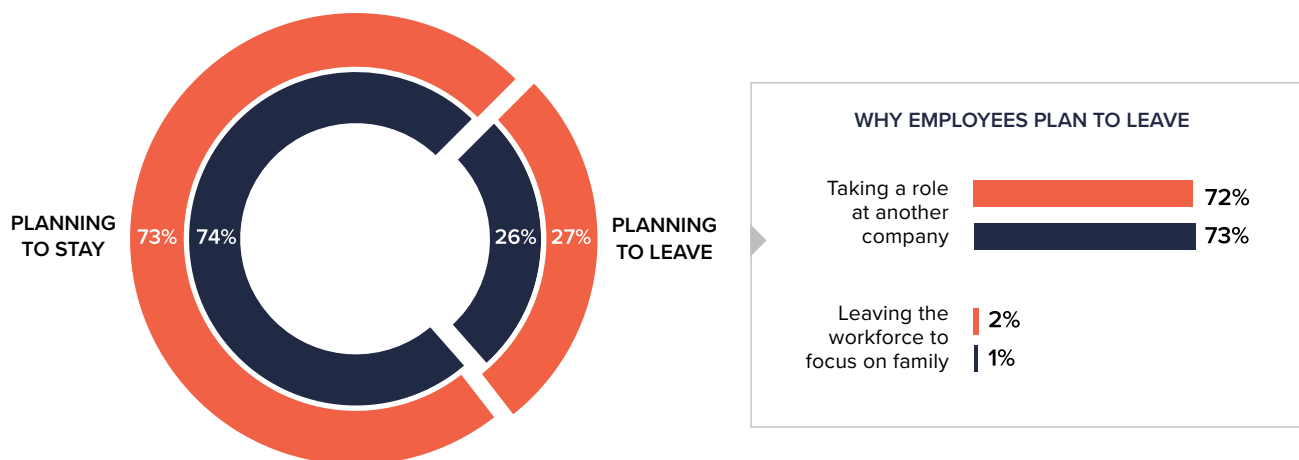 PLANNING
TO STAY
73%
74%
26%
27%
PLANNING
TO LEAVE
WHY EMPLOYEES PLAN TO LEAVE
Taking a role
at another
company
72%
73%
Leaving the
workforce to
focus on family
2%
1%